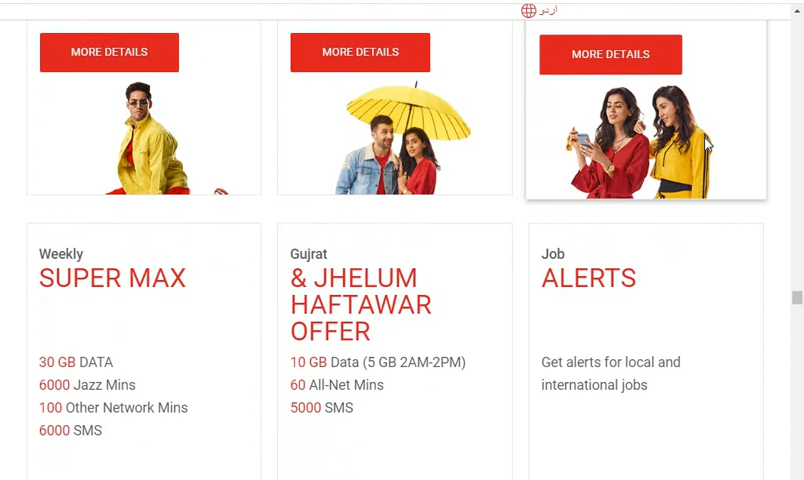 اردو
MORE DETAILS
MORE DETAILS
MORE DETAILS
Weekly
SUPER MAX
30 GB DATA
6000 Jazz Mins
100 Other Network Mins
6000 SMS
Gujrat
& JHELUM
HAFTAWAR
OFFER
10 GB Data (5 GB 2AM-2PM)
60 All-Net Mins
5000 SMS
Job
ALERTS
Get alerts for local and
international jobs